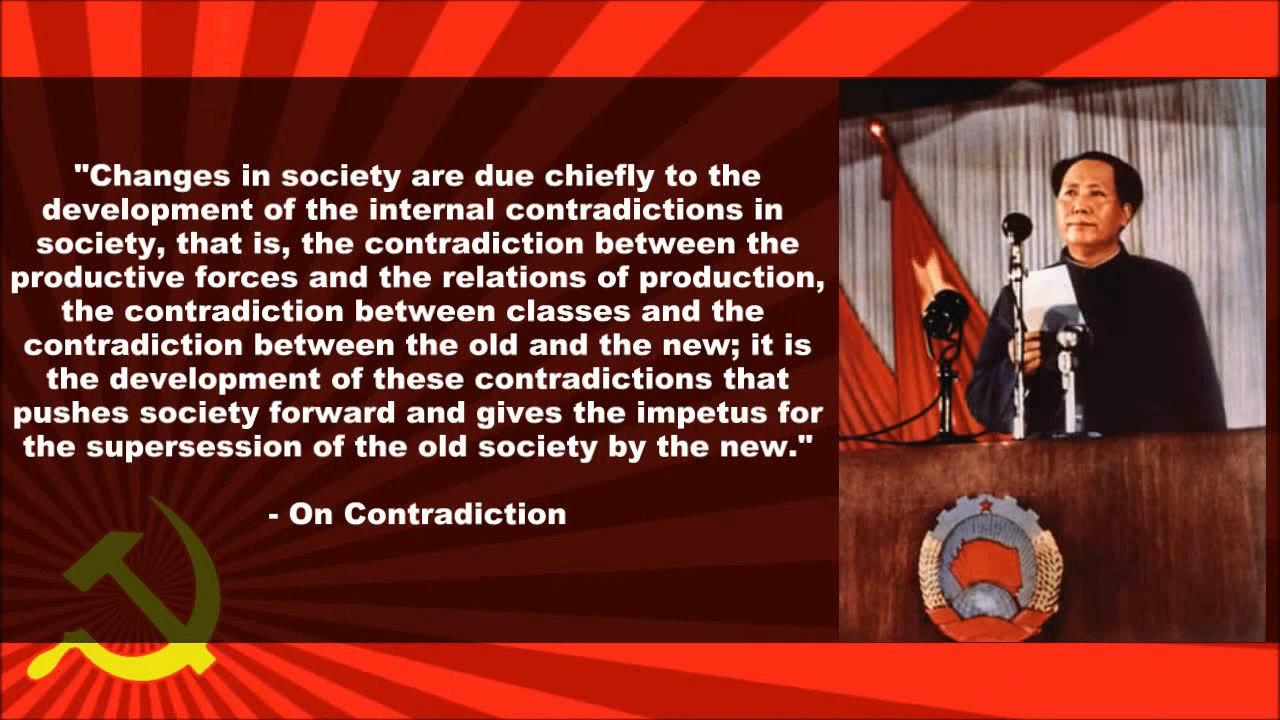 "Changes in society are due chiefly to the
development of the internal contradictions in
society, that is, the contradiction between the
productive forces and the relations of production,
the contradiction between classes and the
contradiction between the old and the new; it is
the development of these contradictions that
pushes society forward and gives the impetus for
the supersession of the old society by the new."
- On Contradiction